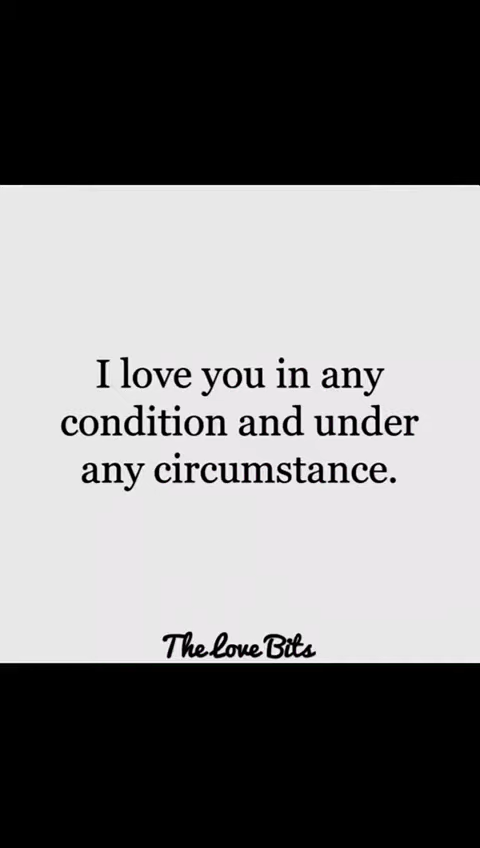 I love you in any
condition and under
any circumstance.
The Love Bits